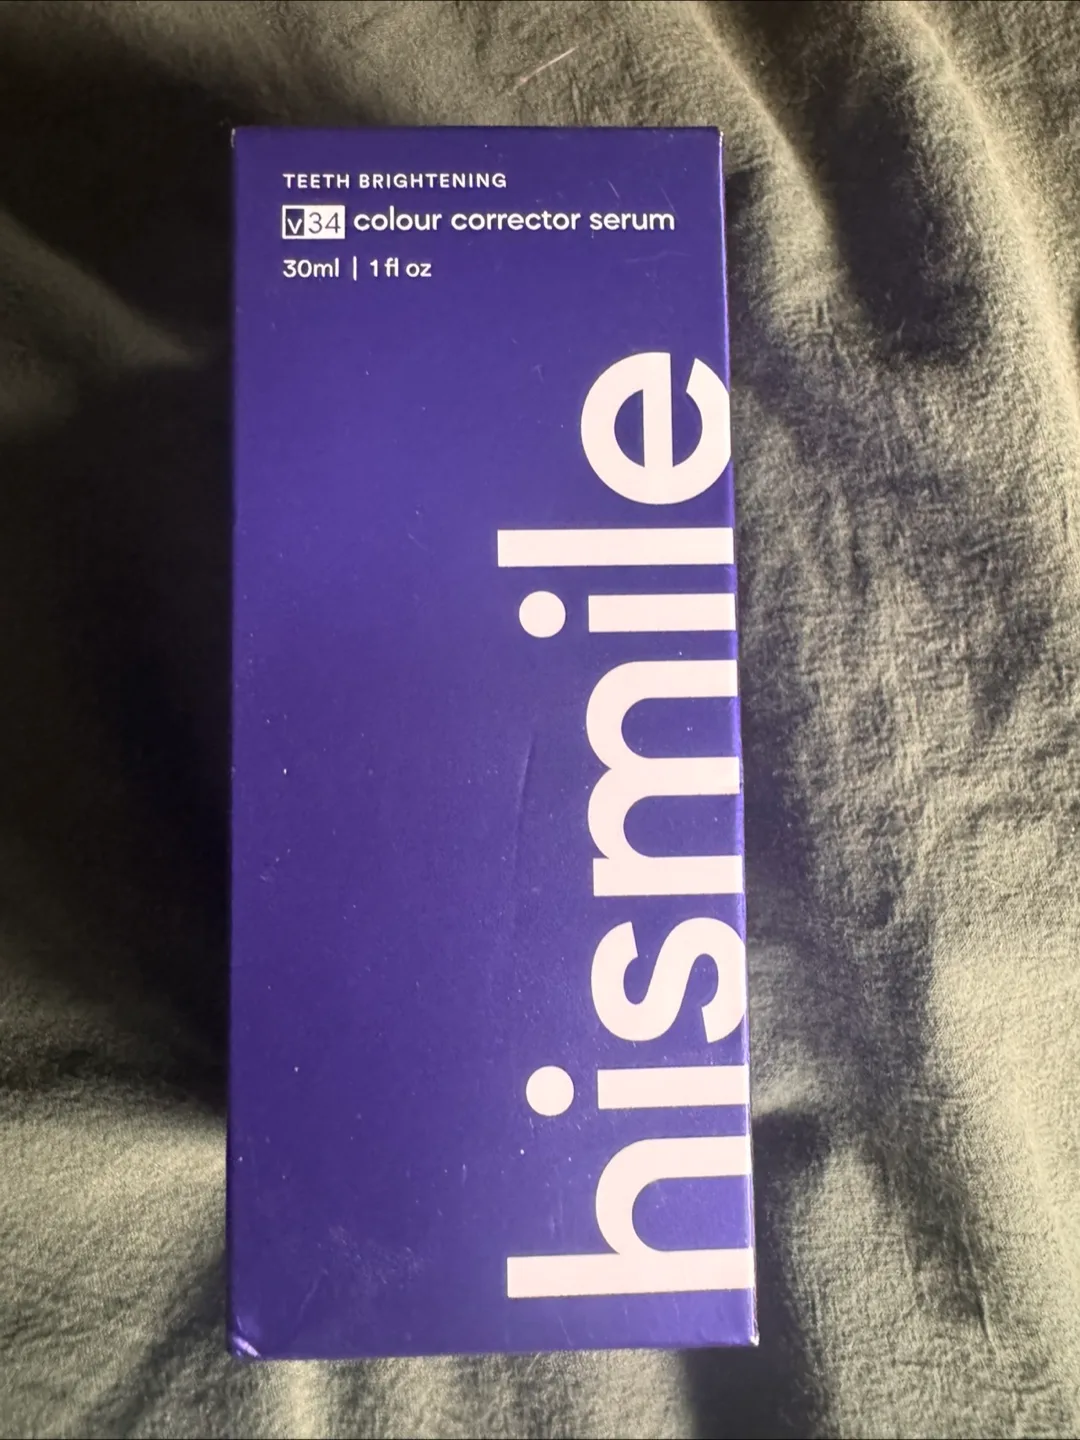 TEETH BRIGHTENING
v34 colour corrector serum
30ml | 1 fl oz
hismile